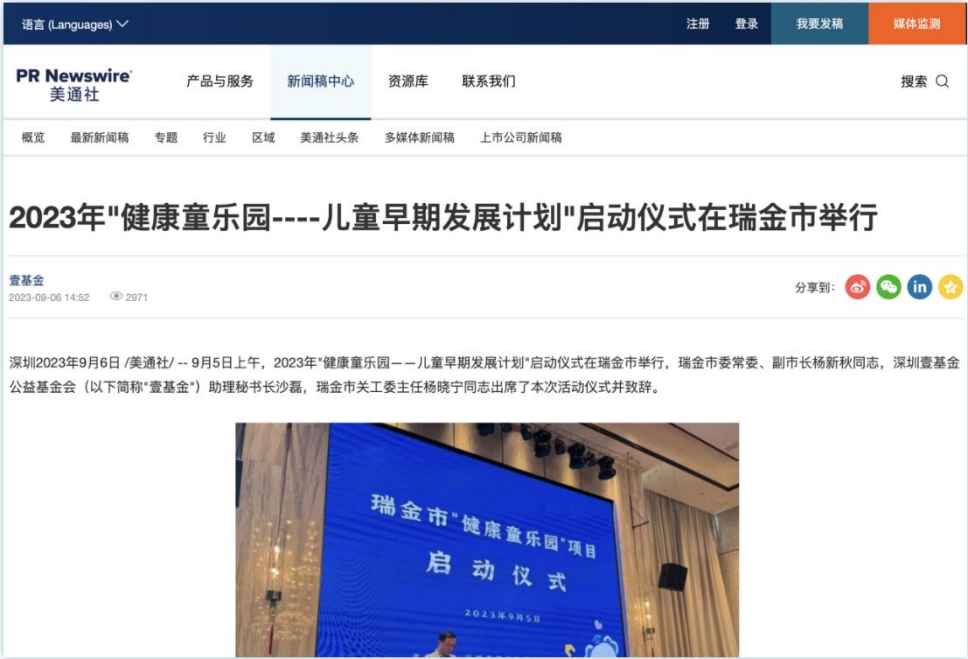 语言 (Languages)
注册
登录
我要发稿
媒体监测
PR Newswire
美通社
产品与服务
新闻稿中心
资源库
联系我们
搜索
概览
最新新闻稿
专题
行业
区域
美通社头条
多媒体新闻稿
上市公司新闻稿
2023年"健康童乐园----儿童早期发展计划"启动仪式在瑞金市举行
壹基金
2023-09-06 14:52
2971
分享到:
in
深圳2023年9月6日 /美通社/ -- 9月5日上午，2023年"健康童乐园——儿童早期发展计划"启动仪式在瑞金市举行，瑞金市委常委、副市长杨新秋同志，深圳壹基金
公益基金会（以下简称"壹基金"）助理秘书长沙磊，瑞金市关工委主任杨晓宁同志出席了本次活动仪式并致辞。
瑞金市“健康童乐园”项目
启动仪式
2023年9月5日